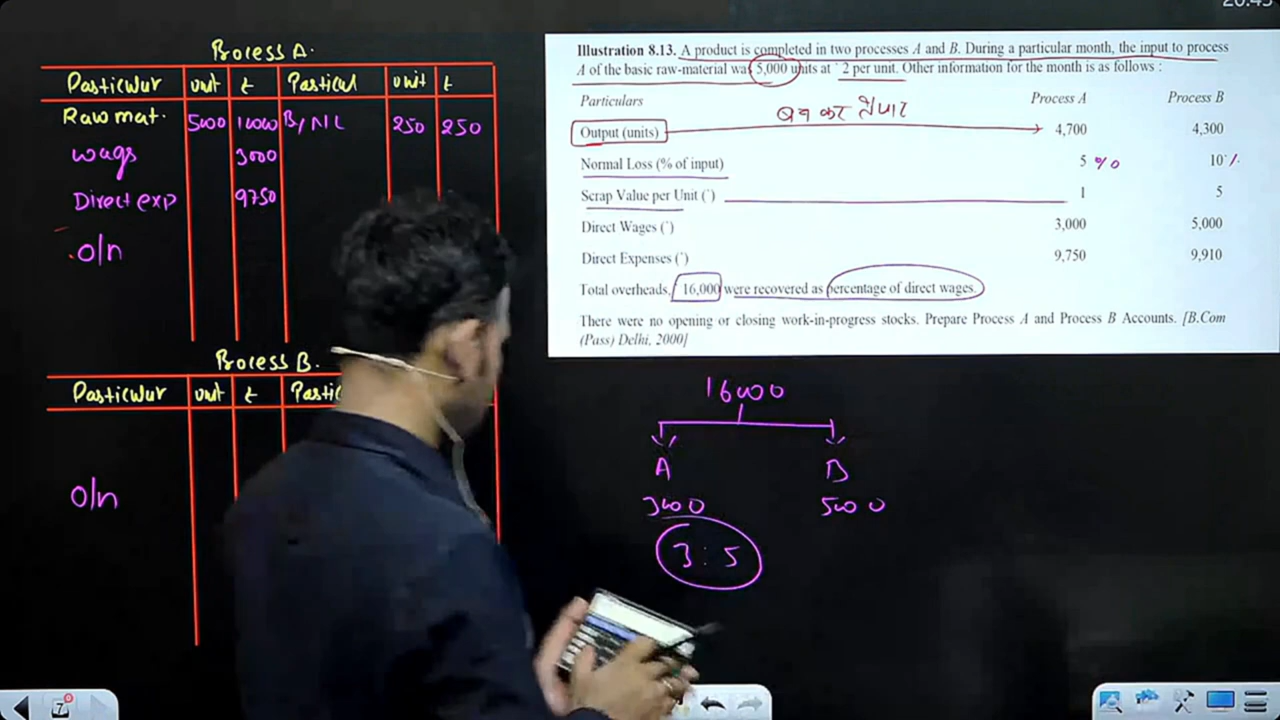 Process A.
Particular unit ₹ Particul unit ₹
Raw mat. 5000 10000 B/NL 250 250
wags 3000
Direct exp 9750
o/h
Process B.
Particular unit ₹
o/h
Illustration 8.13. A product is completed in two processes A and B. During a particular month, the input to process
A of the basic raw-material was 5,000 units at ` 2 per unit. Other information for the month is as follows :
Particulars Process A Process B
बन कर तैयार
Output (units) 4,700 4,300
Normal Loss (% of input) 5 % 10 %
Scrap Value per Unit (`) 1 5
Direct Wages (`) 3,000 5,000
Direct Expenses (`) 9,750 9,910
Total overheads, ` 16,000 were recovered as percentage of direct wages.
There were no opening or closing work-in-progress stocks. Prepare Process A and Process B Accounts. [B.Com
(Pass) Delhi, 2000]
16000
A B
3000 5000
3 : 5